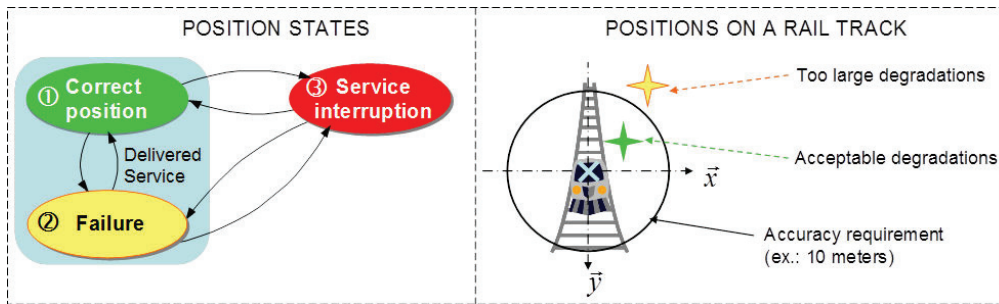 POSITION STATES
① Correct
position
③ Service
interruption
Delivered
Service
② Failure
POSITIONS ON A RAIL TRACK
Too large degradations
Acceptable degradations
x
Accuracy requirement
(ex.: 10 meters)
y